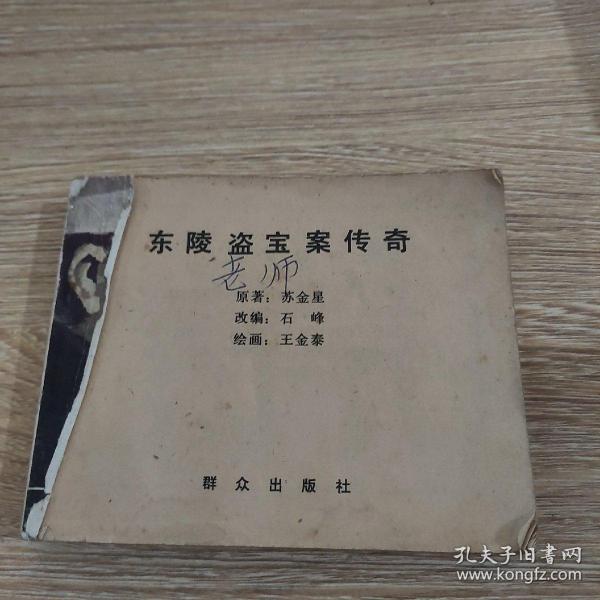 东陵盗宝案传奇
老师
原著：苏金星
改编：石峰
绘画：王金泰
群众出版社
孔夫子旧书网
www.kongfz.com